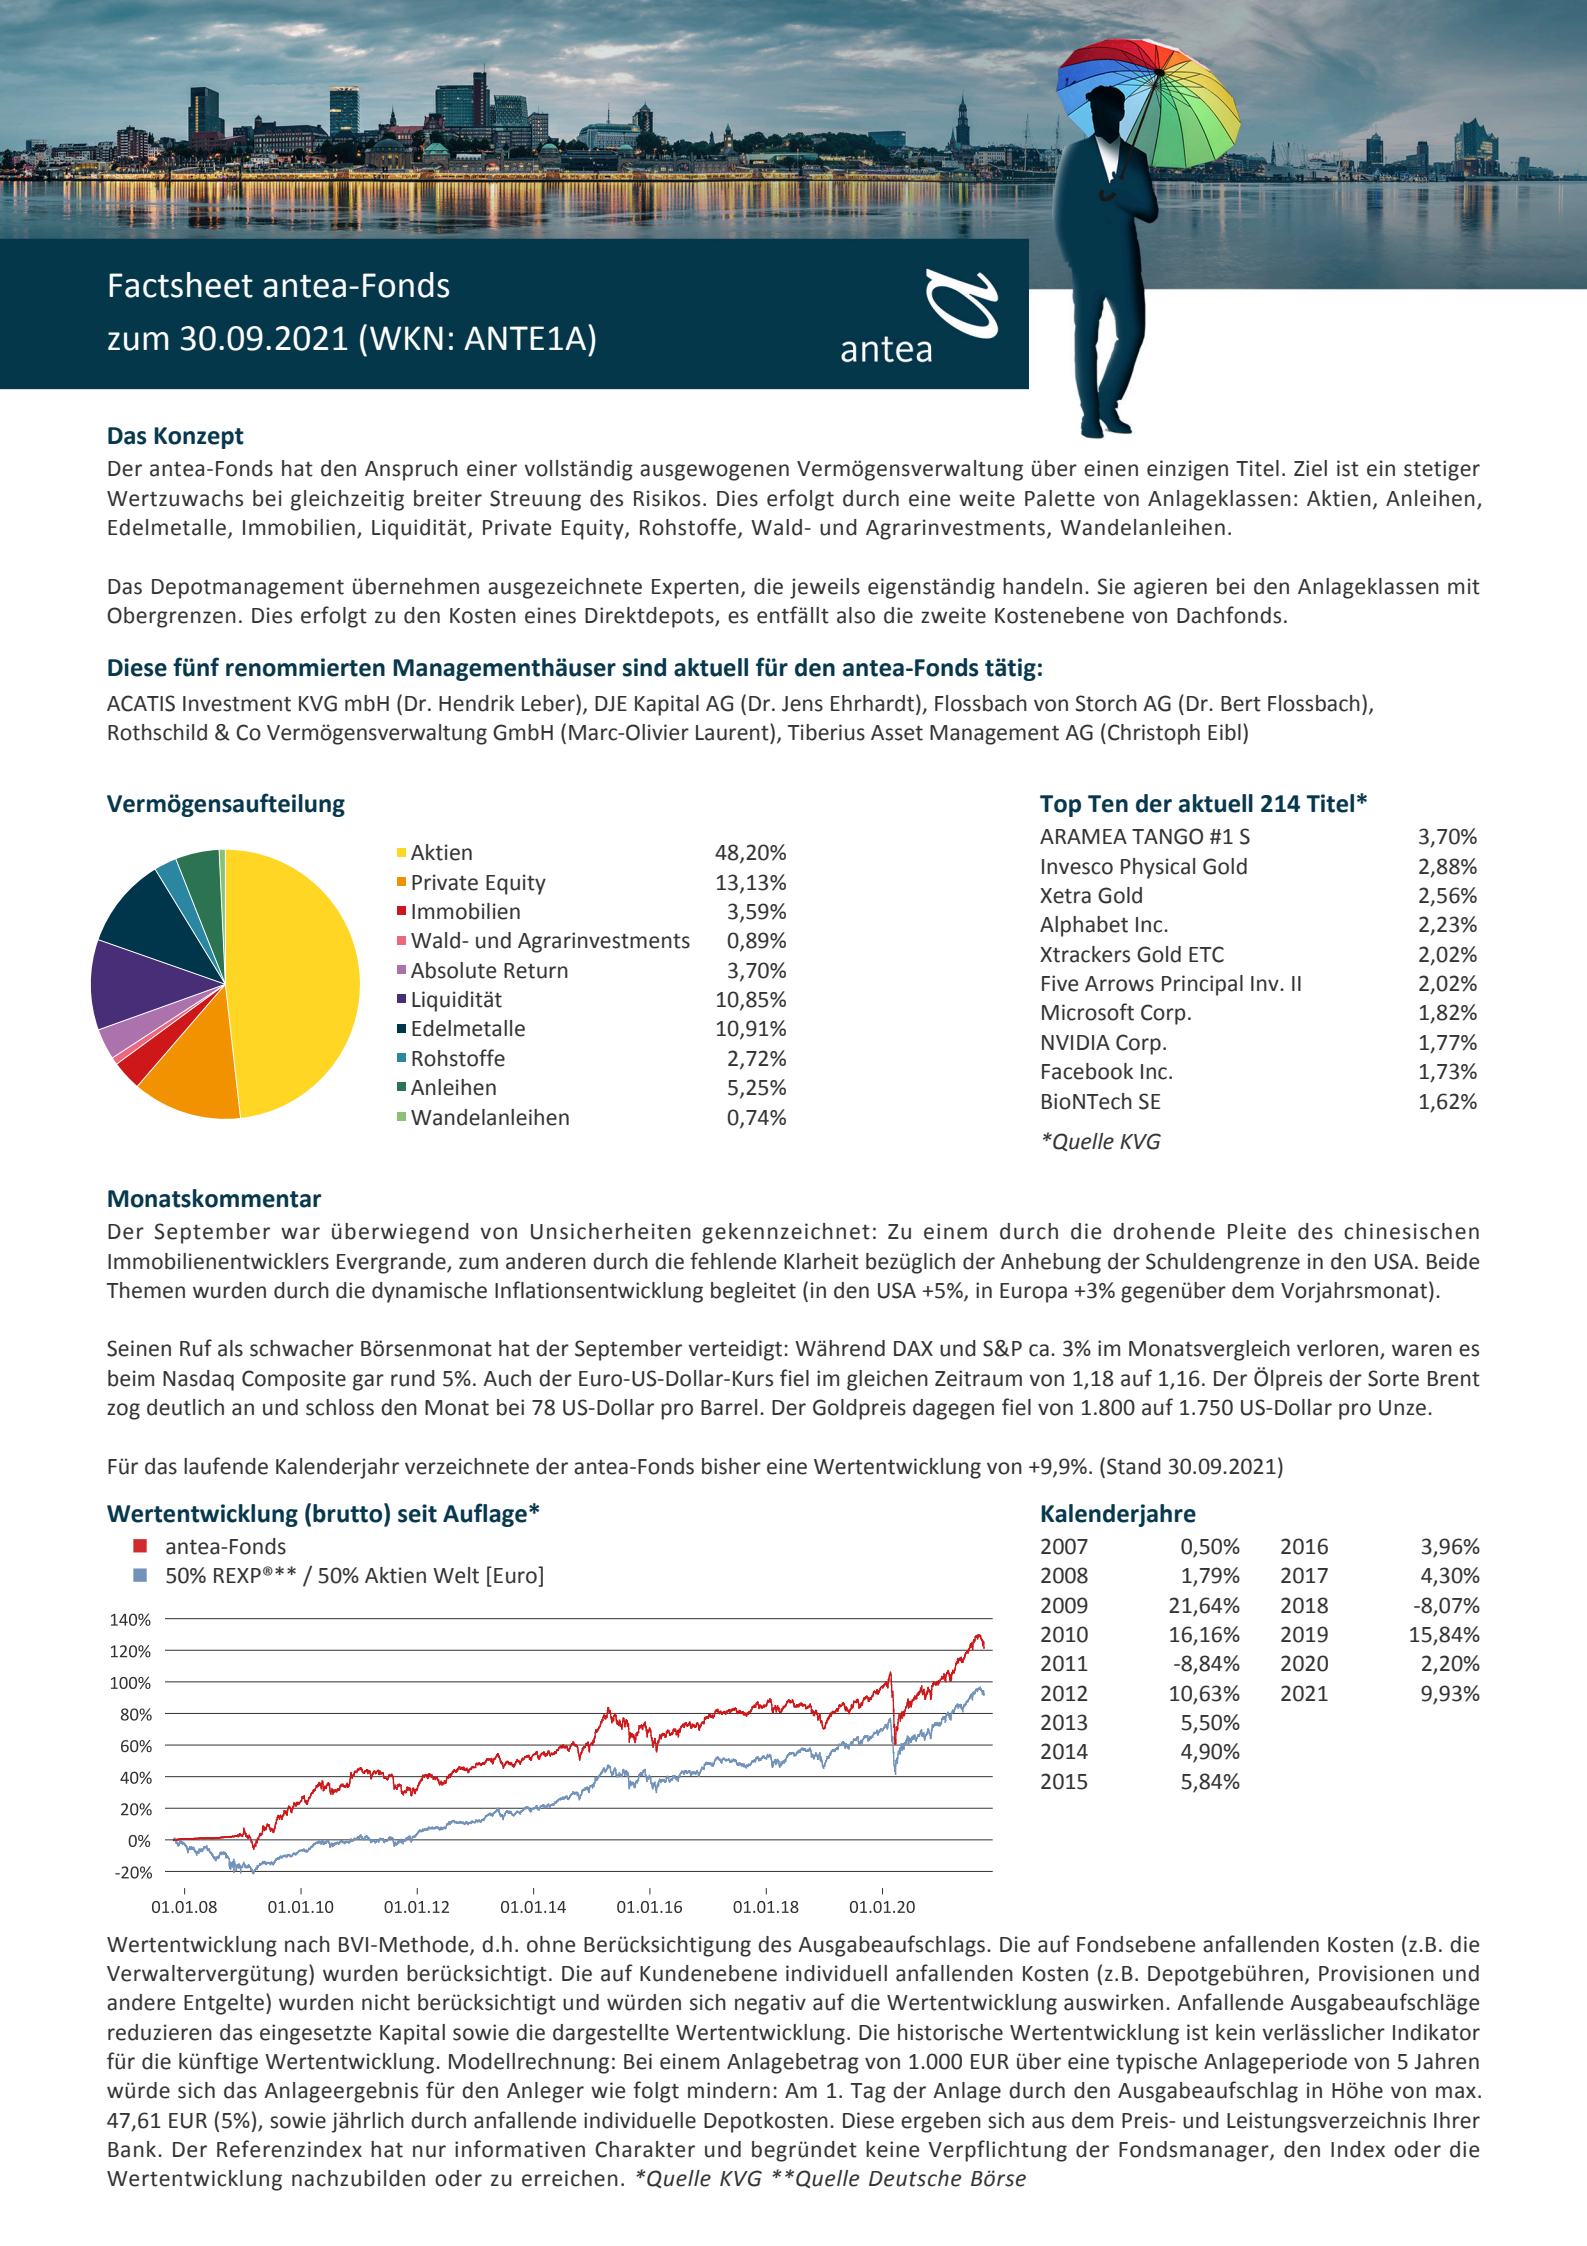 Factsheet antea-Fonds
zum 30.09.2021 (WKN: ANTE1A)
antea
Das Konzept
Der antea-Fonds hat den Anspruch einer vollständig ausgewogenen Vermögensverwaltung über einen einzigen Titel. Ziel ist ein stetiger
Wertzuwachs bei gleichzeitig breiter Streuung des Risikos. Dies erfolgt durch eine weite Palette von Anlageklassen: Aktien, Anleihen,
Edelmetalle, Immobilien, Liquidität, Private Equity, Rohstoffe, Wald- und Agrarinvestments, Wandelanleihen.
Das Depotmanagement übernehmen ausgezeichnete Experten, die jeweils eigenständig handeln. Sie agieren bei den Anlageklassen mit
Obergrenzen. Dies erfolgt zu den Kosten eines Direktdepots, es entfällt also die zweite Kostenebene von Dachfonds.
Diese fünf renommierten Managementhäuser sind aktuell für den antea-Fonds tätig:
ACATIS Investment KVG mbH (Dr. Hendrik Leber), DJE Kapital AG (Dr. Jens Ehrhardt), Flossbach von Storch AG (Dr. Bert Flossbach),
Rothschild & Co Vermögensverwaltung GmbH (Marc-Olivier Laurent), Tiberius Asset Management AG (Christoph Eibl)
Vermögensaufteilung
Aktien 48,20%
Private Equity 13,13%
Immobilien 3,59%
Wald- und Agrarinvestments 0,89%
Absolute Return 3,70%
Liquidität 10,85%
Edelmetalle 10,91%
Rohstoffe 2,72%
Anleihen 5,25%
Wandelanleihen 0,74%
Top Ten der aktuell 214 Titel*
ARAMEA TANGO #1 S 3,70%
Invesco Physical Gold 2,88%
Xetra Gold 2,56%
Alphabet Inc. 2,23%
Xtrackers Gold ETC 2,02%
Five Arrows Principal Inv. II 2,02%
Microsoft Corp. 1,82%
NVIDIA Corp. 1,77%
Facebook Inc. 1,73%
BioNTech SE 1,62%
*Quelle KVG
Monatskommentar
Der September war überwiegend von Unsicherheiten gekennzeichnet: Zu einem durch die drohende Pleite des chinesischen
Immobilienentwicklers Evergrande, zum anderen durch die fehlende Klarheit bezüglich der Anhebung der Schuldengrenze in den USA. Beide
Themen wurden durch die dynamische Inflationsentwicklung begleitet (in den USA +5%, in Europa +3% gegenüber dem Vorjahrsmonat).
Seinen Ruf als schwacher Börsenmonat hat der September verteidigt: Während DAX und S&P ca. 3% im Monatsvergleich verloren, waren es
beim Nasdaq Composite gar rund 5%. Auch der Euro-US-Dollar-Kurs fiel im gleichen Zeitraum von 1,18 auf 1,16. Der Ölpreis der Sorte Brent
zog deutlich an und schloss den Monat bei 78 US-Dollar pro Barrel. Der Goldpreis dagegen fiel von 1.800 auf 1.750 US-Dollar pro Unze.
Für das laufende Kalenderjahr verzeichnete der antea-Fonds bisher eine Wertentwicklung von +9,9%. (Stand 30.09.2021)
Wertentwicklung (brutto) seit Auflage*
antea-Fonds
50% REXP®** / 50% Aktien Welt [Euro]
140%
120%
100%
80%
60%
40%
20%
0%
-20%
01.01.08 01.01.10 01.01.12 01.01.14 01.01.16 01.01.18 01.01.20
Kalenderjahre
2007 0,50% 2016 3,96%
2008 1,79% 2017 4,30%
2009 21,64% 2018 -8,07%
2010 16,16% 2019 15,84%
2011 -8,84% 2020 2,20%
2012 10,63% 2021 9,93%
2013 5,50%
2014 4,90%
2015 5,84%
Wertentwicklung nach BVI-Methode, d.h. ohne Berücksichtigung des Ausgabeaufschlags. Die auf Fondsebene anfallenden Kosten (z.B. die
Verwaltervergütung) wurden berücksichtigt. Die auf Kundenebene individuell anfallenden Kosten (z.B. Depotgebühren, Provisionen und
andere Entgelte) wurden nicht berücksichtigt und würden sich negativ auf die Wertentwicklung auswirken. Anfallende Ausgabeaufschläge
reduzieren das eingesetzte Kapital sowie die dargestellte Wertentwicklung. Die historische Wertentwicklung ist kein verlässlicher Indikator
für die künftige Wertentwicklung. Modellrechnung: Bei einem Anlagebetrag von 1.000 EUR über eine typische Anlageperiode von 5 Jahren
würde sich das Anlageergebnis für den Anleger wie folgt mindern: Am 1. Tag der Anlage durch den Ausgabeaufschlag in Höhe von max.
47,61 EUR (5%), sowie jährlich durch anfallende individuelle Depotkosten. Diese ergeben sich aus dem Preis- und Leistungsverzeichnis Ihrer
Bank. Der Referenzindex hat nur informativen Charakter und begründet keine Verpflichtung der Fondsmanager, den Index oder die
Wertentwicklung nachzubilden oder zu erreichen. *Quelle KVG **Quelle Deutsche Börse